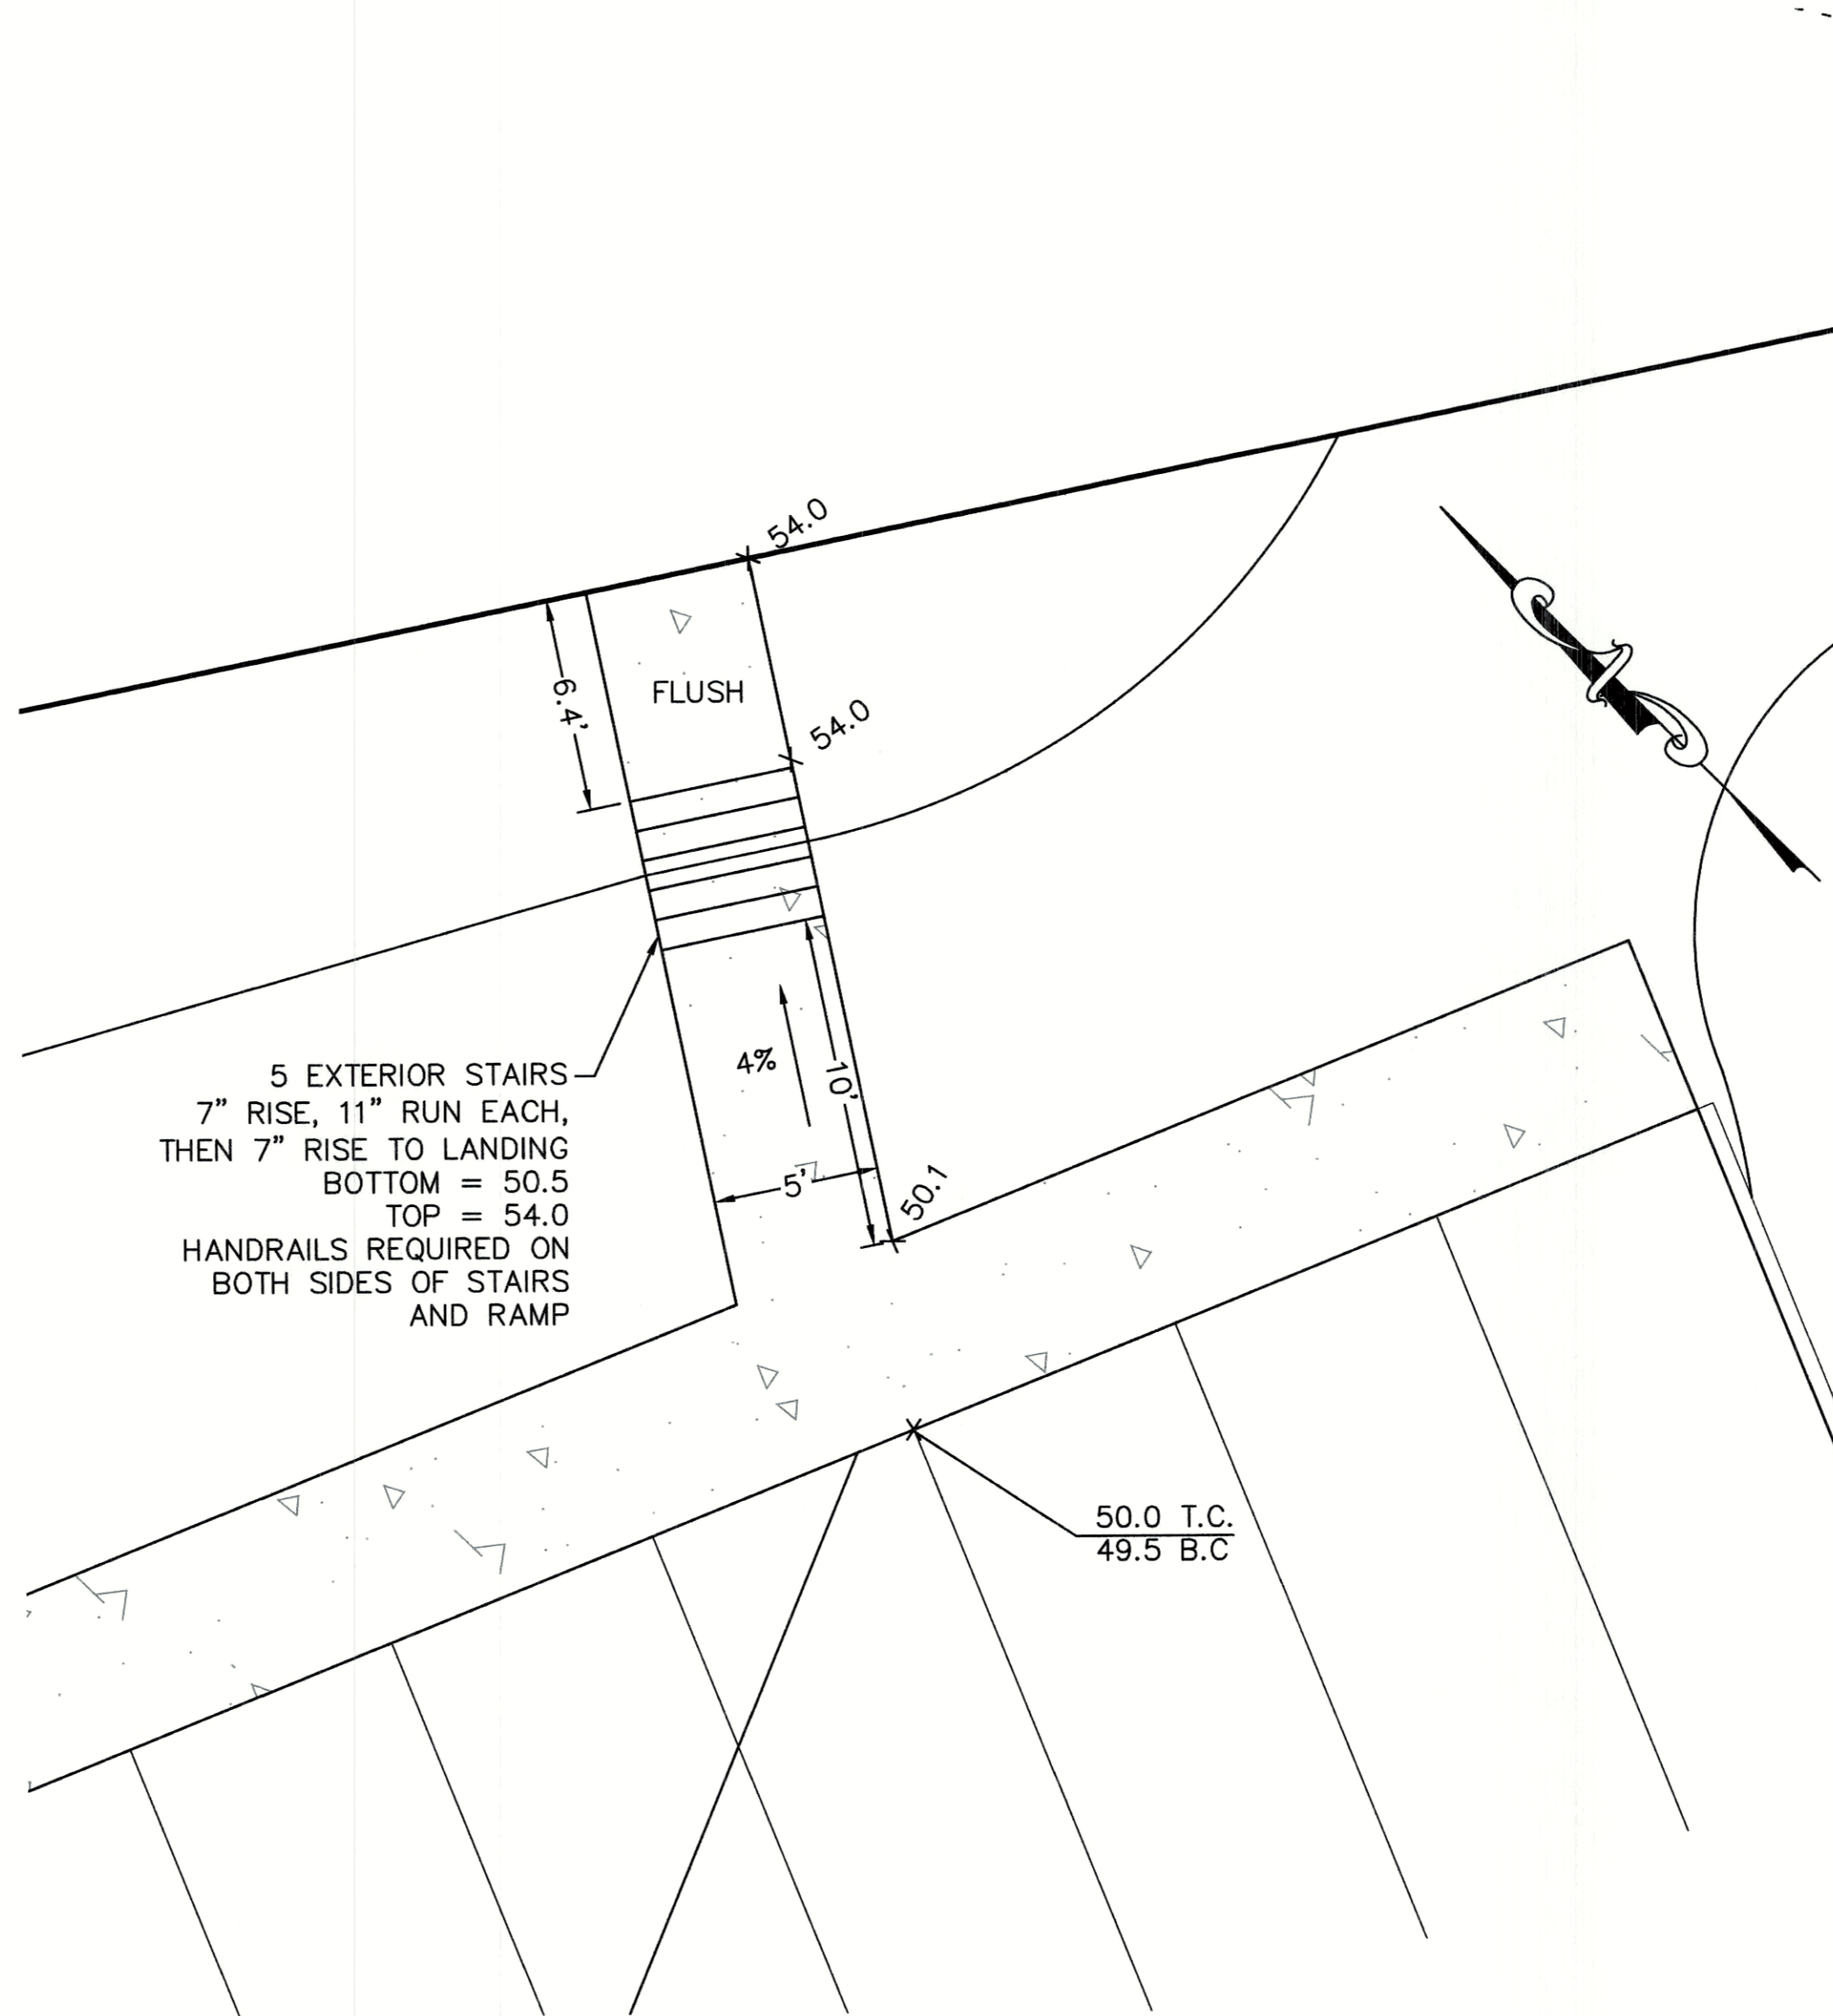 54.0
6.4'
FLUSH
54.0
4%
10'
5 EXTERIOR STAIRS
7" RISE, 11" RUN EACH,
THEN 7" RISE TO LANDING
BOTTOM = 50.5
TOP = 54.0
HANDRAILS REQUIRED ON
BOTH SIDES OF STAIRS
AND RAMP
5'
50.1
50.0 T.C.
49.5 B.C